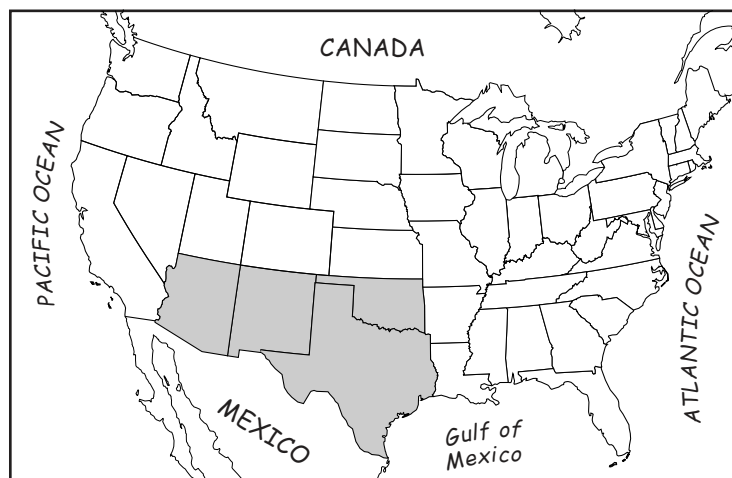 CANADA
PACIFIC OCEAN
ATLANTIC OCEAN
MEXICO
Gulf of
Mexico